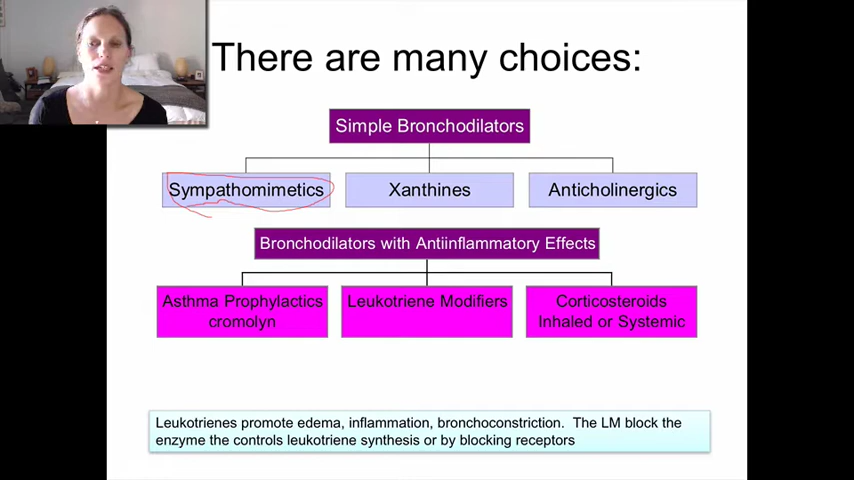 There are many choices:
Simple Bronchodilators
Sympathomimetics
Xanthines
Anticholinergics
Bronchodilators with Antiinflammatory Effects
Asthma Prophylactics
cromolyn
Leukotriene Modifiers
Corticosteroids
Inhaled or Systemic
Leukotrienes promote edema, inflammation, bronchoconstriction. The LM block the
enzyme the controls leukotriene synthesis or by blocking receptors